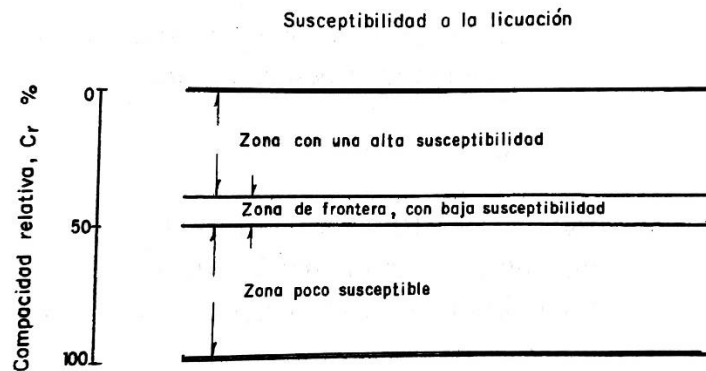 Susceptibilidad a la licuación
Compacidad relativa, Cr %
0
Zona con una alta susceptibilidad
Zona de frontera, con baja susceptibilidad
50
Zona poco susceptible
100